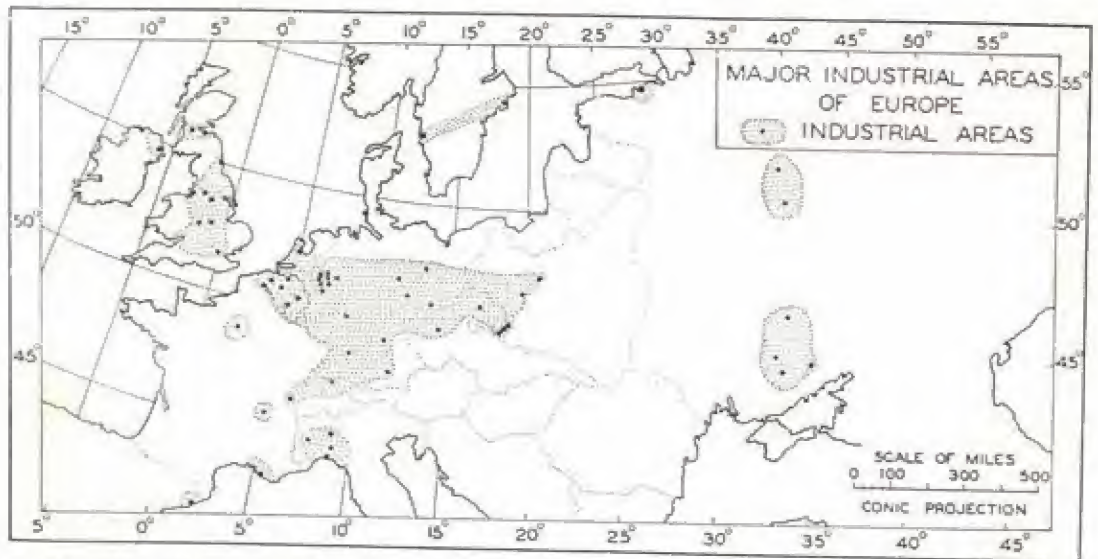 15° 10° 5° 0° 5° 10° 15° 20° 25° 30° 35° 40° 45° 50° 55°
MAJOR INDUSTRIAL AREAS
OF EUROPE
INDUSTRIAL AREAS
55°
50°
50°
45°
45°
SCALE OF MILES
0 100 300 500
CONIC PROJECTION
5° 0° 5° 10° 15° 20° 25° 30° 35° 40° 45°